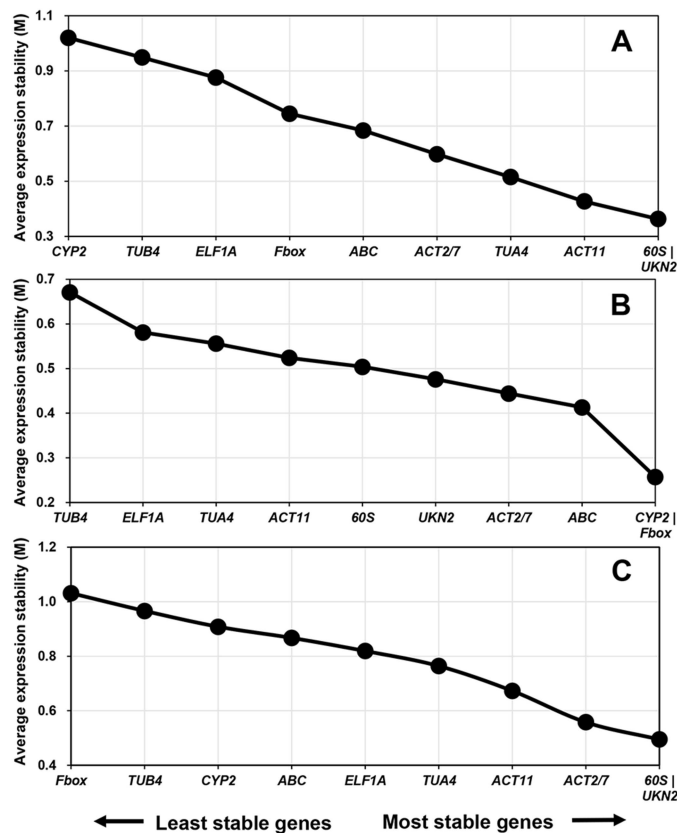 A
Average expression stability (M)
1.1
0.9
0.7
0.5
0.3
CYP2 TUB4 ELF1A Fbox ABC ACT2/7 TUA4 ACT11 60S |
UKN2
B
Average expression stability (M)
0.7
0.6
0.5
0.4
0.3
0.2
TUB4 ELF1A TUA4 ACT11 60S UKN2 ACT2/7 ABC CYP2 |
Fbox
C
Average expression stability (M)
1.2
1.0
0.8
0.6
0.4
Fbox TUB4 CYP2 ABC ELF1A TUA4 ACT11 ACT2/7 60S |
UKN2
Least stable genes Most stable genes